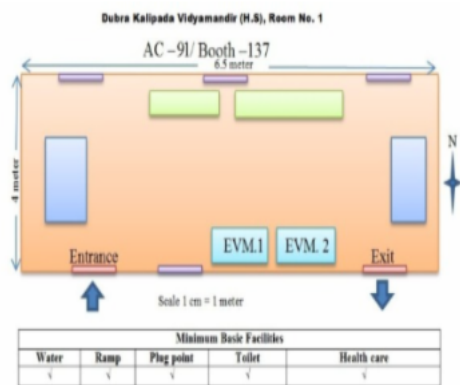 Dubra Kalipada Vidyamandir (H.S), Room No. 1
AC -91/ Booth -137
6.5 meter
4 meter
N
EVM.1 EVM. 2
Entrance Exit
Scale 1 cm = 1 meter
Minimum Basic Facilities
Water Ramp Plug point Toilet Health care
√ √ √ √ √